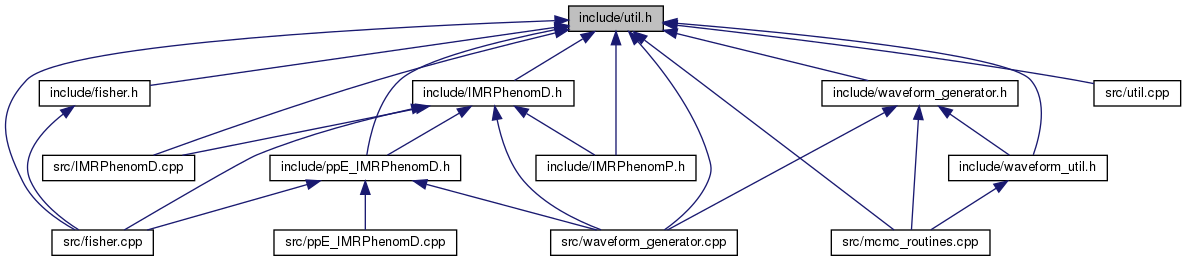 include/util.h
include/fisher.h
include/IMRPhenomD.h
include/waveform_generator.h
src/util.cpp
src/IMRPhenomD.cpp
include/ppE_IMRPhenomD.h
include/IMRPhenomP.h
include/waveform_util.h
src/fisher.cpp
src/ppE_IMRPhenomD.cpp
src/waveform_generator.cpp
src/mcmc_routines.cpp